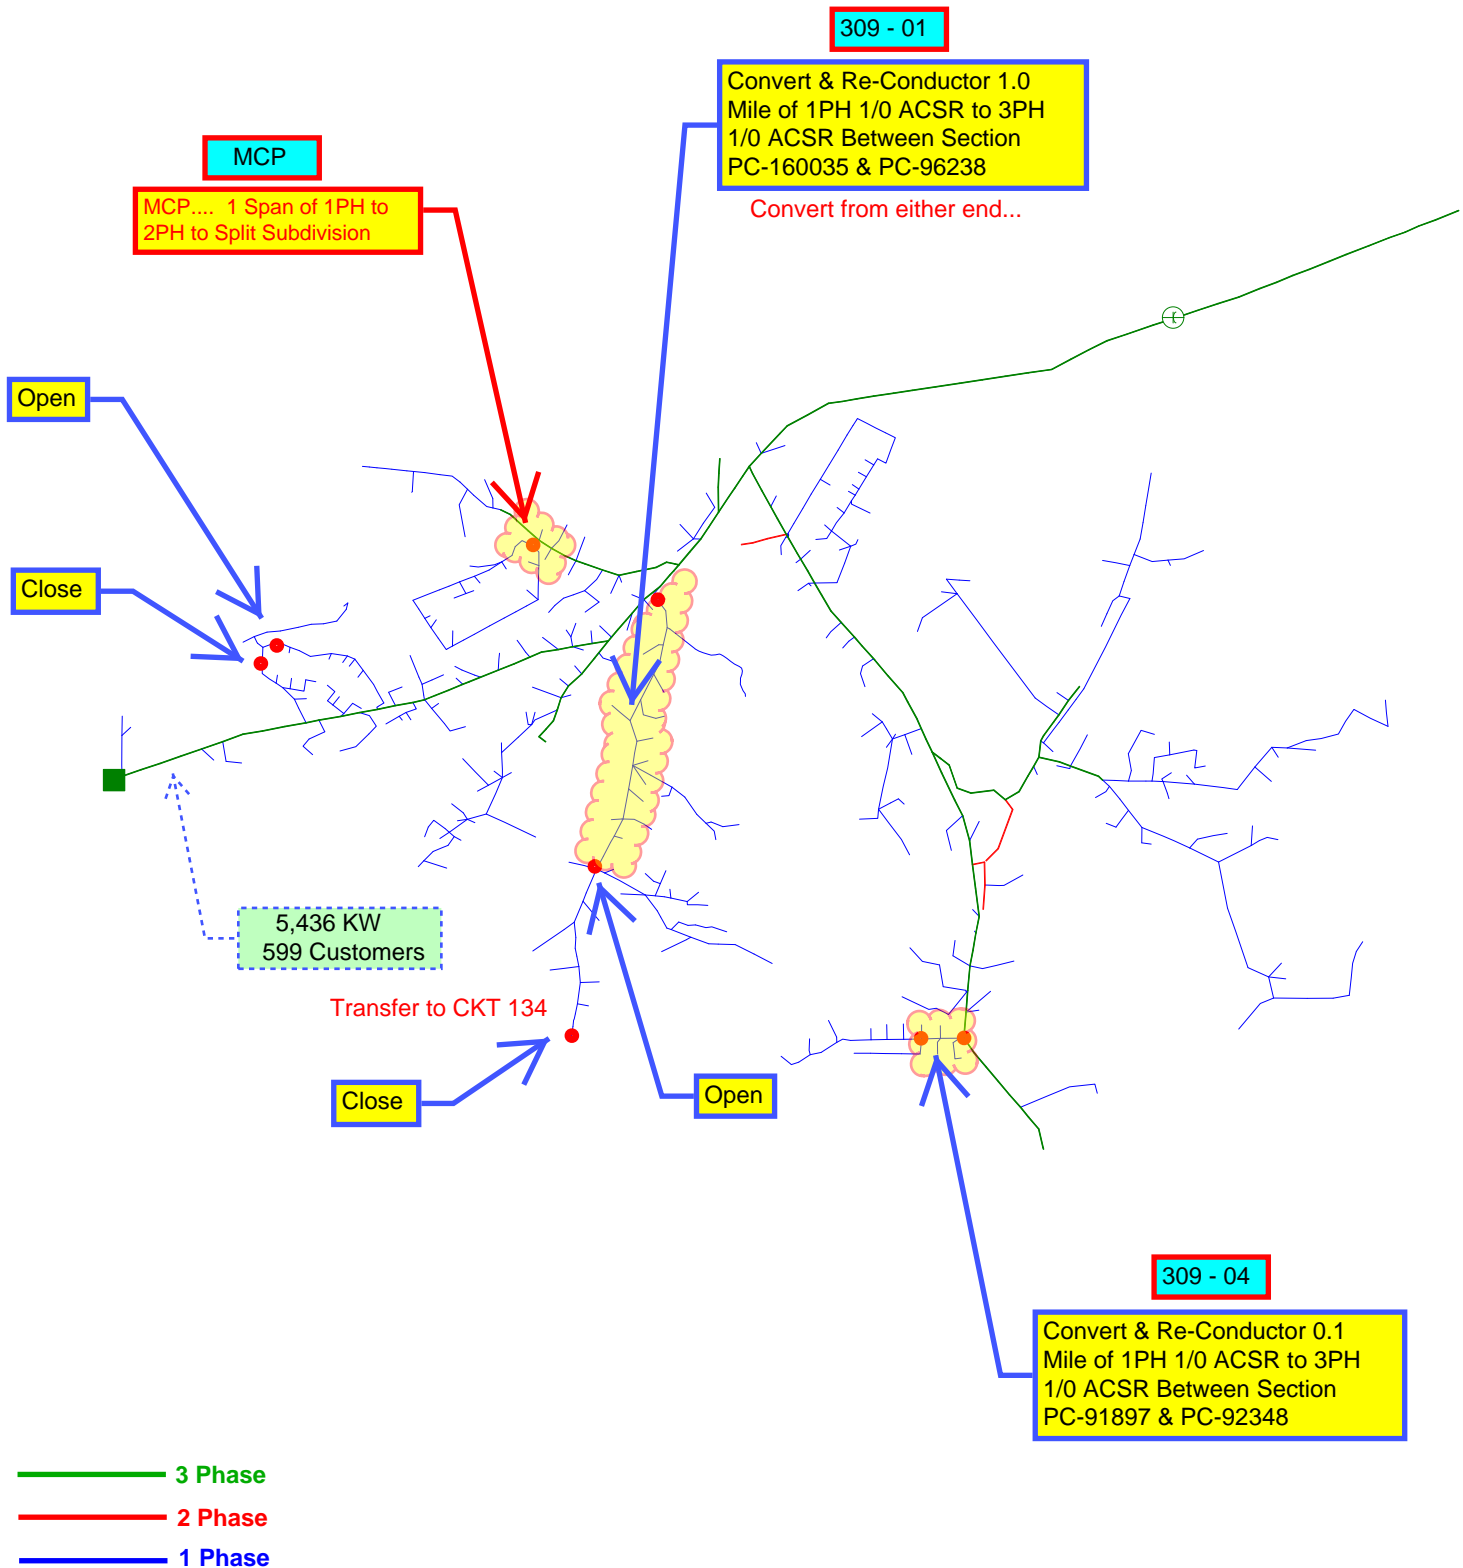 309 - 01
Convert & Re-Conductor 1.0
Mile of 1PH 1/0 ACSR to 3PH
1/0 ACSR Between Section
PC-160035 & PC-96238
Convert from either end...
MCP
MCP.... 1 Span of 1PH to
2PH to Split Subdivision
Open
Close
5,436 KW
599 Customers
Transfer to CKT 134
Close
Open
309 - 04
Convert & Re-Conductor 0.1
Mile of 1PH 1/0 ACSR to 3PH
1/0 ACSR Between Section
PC-91897 & PC-92348
3 Phase
2 Phase
1 Phase